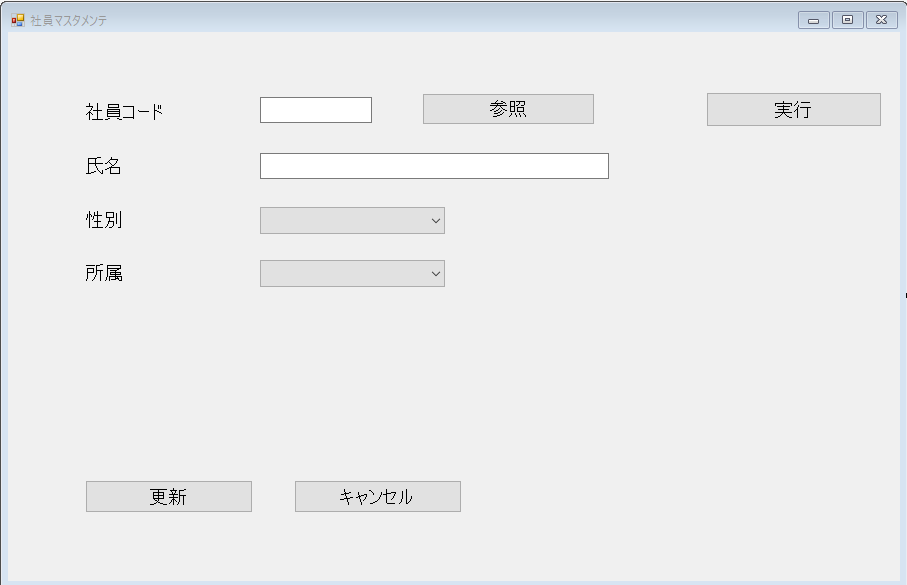 社員マスタメンテ
社員コード
参照
実行
氏名
性別
所属
更新
キャンセル